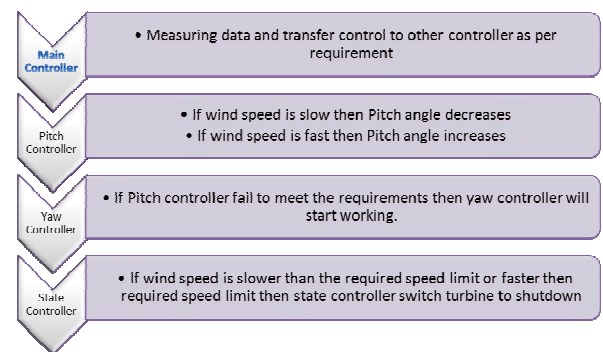 Main
Controller
• Measuring data and transfer control to other controller as per
requirement
Pitch
Controller
• If wind speed is slow then Pitch angle decreases
• If wind speed is fast then Pitch angle increases
Yaw
Controller
• If Pitch controller fail to meet the requirements then yaw controller will
start working.
State
Controller
• If wind speed is slower than the required speed limit or faster then
required speed limit then state controller switch turbine to shutdown